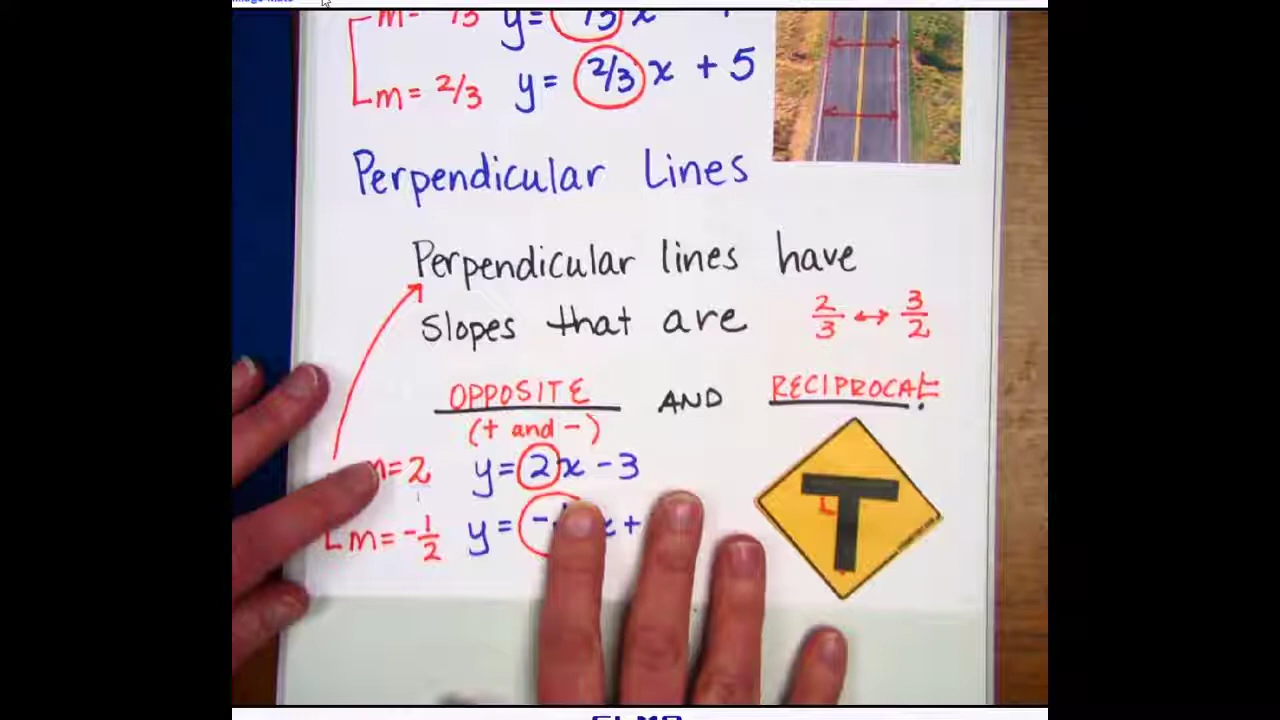 m= 2/3 y= 2/3 x + 5
Perpendicular Lines
Perpendicular lines have
slopes that are 2/3 ↔ 3/2
OPPOSITE AND RECIPROCAL
(+ and -)
m=2 y=2x-3
m=-1/2 y= - x+